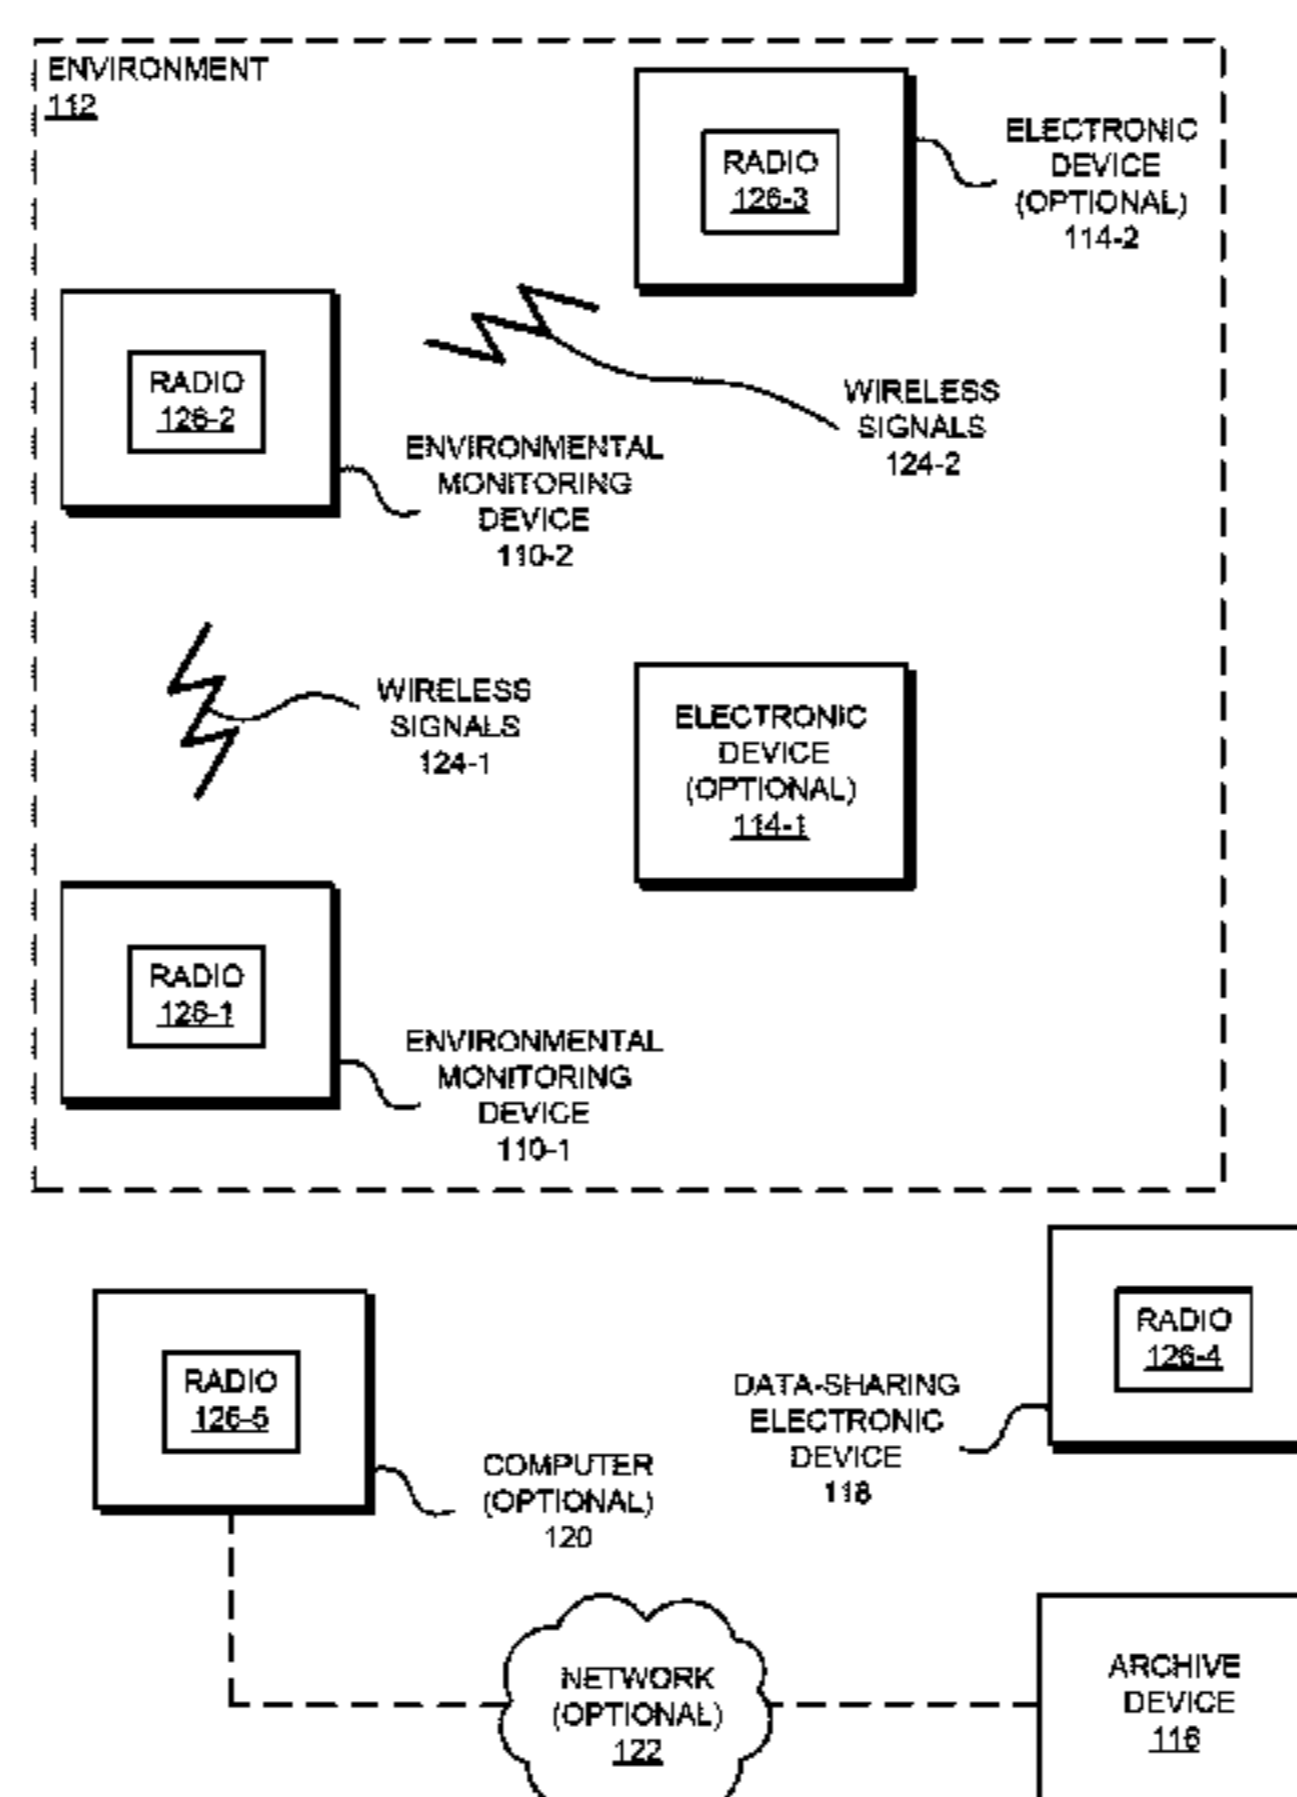 ENVIRONMENT
112
RADIO
126-3
ELECTRONIC
DEVICE
(OPTIONAL)
114-2
RADIO
126-2
WIRELESS
SIGNALS
124-2
ENVIRONMENTAL
MONITORING
DEVICE
110-2
WIRELESS
SIGNALS
124-1
ELECTRONIC
DEVICE
(OPTIONAL)
114-1
RADIO
126-1
ENVIRONMENTAL
MONITORING
DEVICE
110-1
RADIO
126-4
RADIO
126-5
DATA-SHARING
ELECTRONIC
DEVICE
118
COMPUTER
(OPTIONAL)
120
NETWORK
(OPTIONAL)
122
ARCHIVE
DEVICE
116